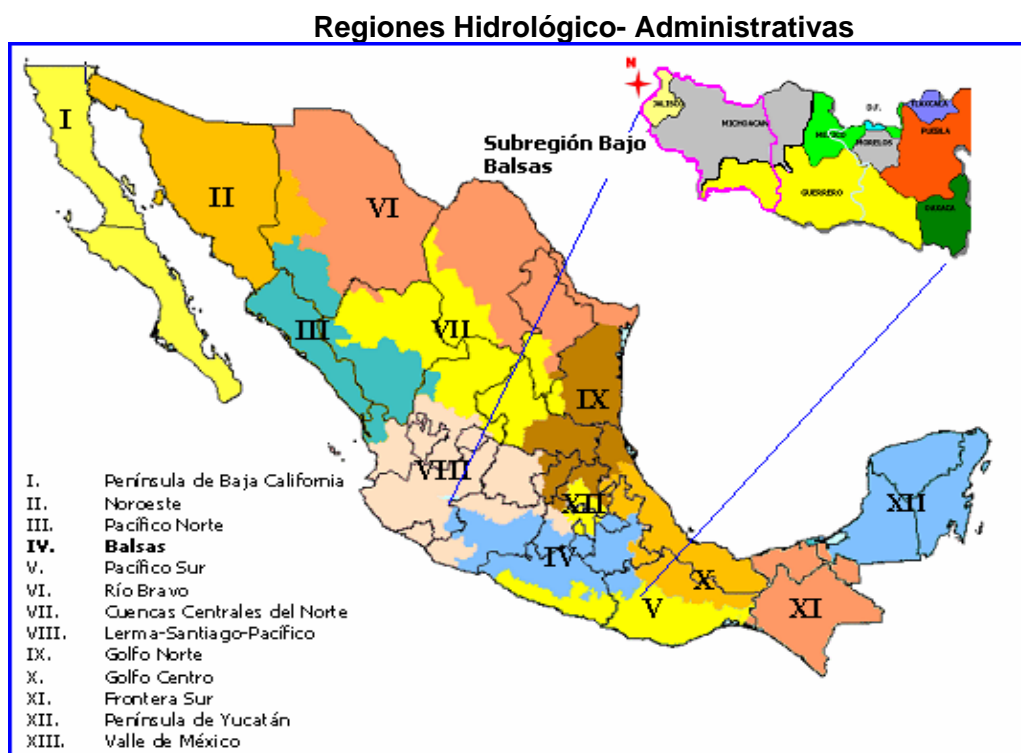 Regiones Hidrológico- Administrativas
N
JALISO
MICHOACAN
MEXICO
D.F.
TLAXCACA
MORELOS
PUEBLA
GUERRERO
OAXACA
Subregión Bajo
Balsas
I
II
VI
III
VII
IX
VIII
XII
XII
IV
X
V
XI
I. Península de Baja California
II. Noroeste
III. Pacífico Norte
IV. Balsas
V. Pacífico Sur
VI. Río Bravo
VII. Cuencas Centrales del Norte
VIII. Lerma-Santiago-Pacífico
IX. Golfo Norte
X. Golfo Centro
XI. Frontera Sur
XII. Península de Yucatán
XIII. Valle de México